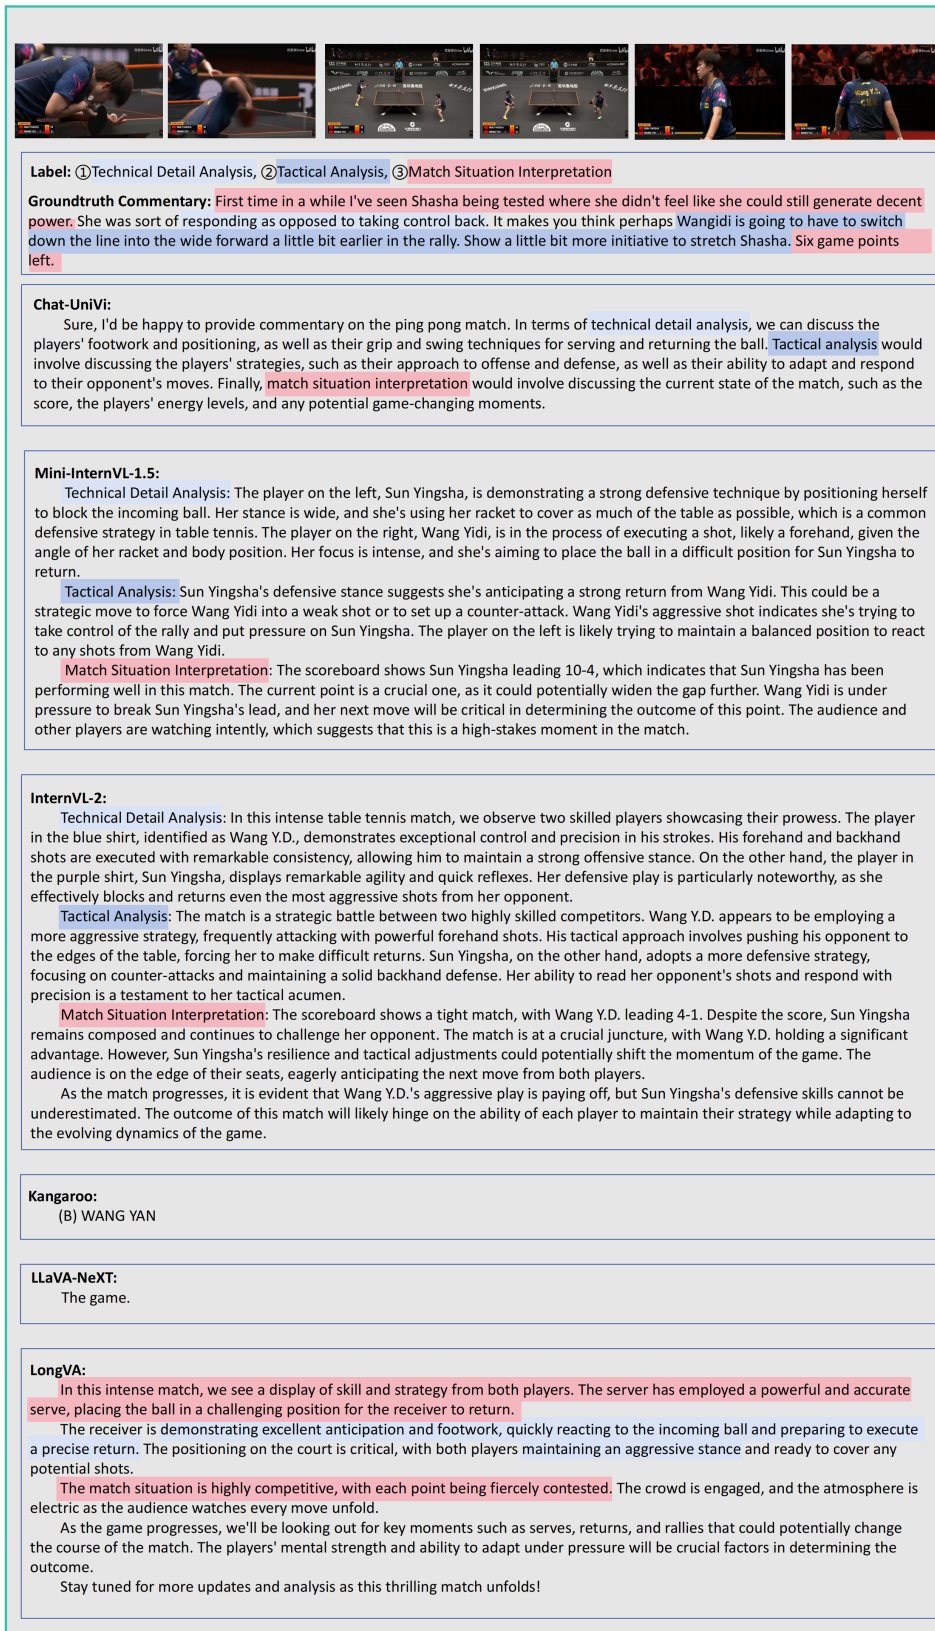 Wang Y.D.
CHN
Label: ①Technical Detail Analysis, ②Tactical Analysis, ③Match Situation Interpretation
Groundtruth Commentary: First time in a while I've seen Shasha being tested where she didn't feel like she could still generate decent
power. She was sort of responding as opposed to taking control back. It makes you think perhaps Wangidi is going to have to switch
down the line into the wide forward a little bit earlier in the rally. Show a little bit more initiative to stretch Shasha. Six game points
left.
Chat-UniVi:
Sure, I'd be happy to provide commentary on the ping pong match. In terms of technical detail analysis, we can discuss the
players' footwork and positioning, as well as their grip and swing techniques for serving and returning the ball. Tactical analysis would
involve discussing the players' strategies, such as their approach to offense and defense, as well as their ability to adapt and respond
to their opponent's moves. Finally, match situation interpretation would involve discussing the current state of the match, such as the
score, the players' energy levels, and any potential game-changing moments.
Mini-InternVL-1.5:
Technical Detail Analysis: The player on the left, Sun Yingsha, is demonstrating a strong defensive technique by positioning herself
to block the incoming ball. Her stance is wide, and she's using her racket to cover as much of the table as possible, which is a common
defensive strategy in table tennis. The player on the right, Wang Yidi, is in the process of executing a shot, likely a forehand, given the
angle of her racket and body position. Her focus is intense, and she's aiming to place the ball in a difficult position for Sun Yingsha to
return.
Tactical Analysis: Sun Yingsha's defensive stance suggests she's anticipating a strong return from Wang Yidi. This could be a
strategic move to force Wang Yidi into a weak shot or to set up a counter-attack. Wang Yidi's aggressive shot indicates she's trying to
take control of the rally and put pressure on Sun Yingsha. The player on the left is likely trying to maintain a balanced position to react
to any shots from Wang Yidi.
Match Situation Interpretation: The scoreboard shows Sun Yingsha leading 10-4, which indicates that Sun Yingsha has been
performing well in this match. The current point is a crucial one, as it could potentially widen the gap further. Wang Yidi is under
pressure to break Sun Yingsha's lead, and her next move will be critical in determining the outcome of this point. The audience and
other players are watching intently, which suggests that this is a high-stakes moment in the match.
InternVL-2:
Technical Detail Analysis: In this intense table tennis match, we observe two skilled players showcasing their prowess. The player
in the blue shirt, identified as Wang Y.D., demonstrates exceptional control and precision in his strokes. His forehand and backhand
shots are executed with remarkable consistency, allowing him to maintain a strong offensive stance. On the other hand, the player in
the purple shirt, Sun Yingsha, displays remarkable agility and quick reflexes. Her defensive play is particularly noteworthy, as she
effectively blocks and returns even the most aggressive shots from her opponent.
Tactical Analysis: The match is a strategic battle between two highly skilled competitors. Wang Y.D. appears to be employing a
more aggressive strategy, frequently attacking with powerful forehand shots. His tactical approach involves pushing his opponent to
the edges of the table, forcing her to make difficult returns. Sun Yingsha, on the other hand, adopts a more defensive strategy,
focusing on counter-attacks and maintaining a solid backhand defense. Her ability to read her opponent's shots and respond with
precision is a testament to her tactical acumen.
Match Situation Interpretation: The scoreboard shows a tight match, with Wang Y.D. leading 4-1. Despite the score, Sun Yingsha
remains composed and continues to challenge her opponent. The match is at a crucial juncture, with Wang Y.D. holding a significant
advantage. However, Sun Yingsha's resilience and tactical adjustments could potentially shift the momentum of the game. The
audience is on the edge of their seats, eagerly anticipating the next move from both players.
As the match progresses, it is evident that Wang Y.D.'s aggressive play is paying off, but Sun Yingsha's defensive skills cannot be
underestimated. The outcome of this match will likely hinge on the ability of each player to maintain their strategy while adapting to
the evolving dynamics of the game.
Kangaroo:
(B) WANG YAN
LLaVA-NeXT:
The game.
LongVA:
In this intense match, we see a display of skill and strategy from both players. The server has employed a powerful and accurate
serve, placing the ball in a challenging position for the receiver to return.
The receiver is demonstrating excellent anticipation and footwork, quickly reacting to the incoming ball and preparing to execute
a precise return. The positioning on the court is critical, with both players maintaining an aggressive stance and ready to cover any
potential shots.
The match situation is highly competitive, with each point being fiercely contested. The crowd is engaged, and the atmosphere is
electric as the audience watches every move unfold.
As the game progresses, we'll be looking out for key moments such as serves, returns, and rallies that could potentially change
the course of the match. The players' mental strength and ability to adapt under pressure will be crucial factors in determining the
outcome.
Stay tuned for more updates and analysis as this thrilling match unfolds!